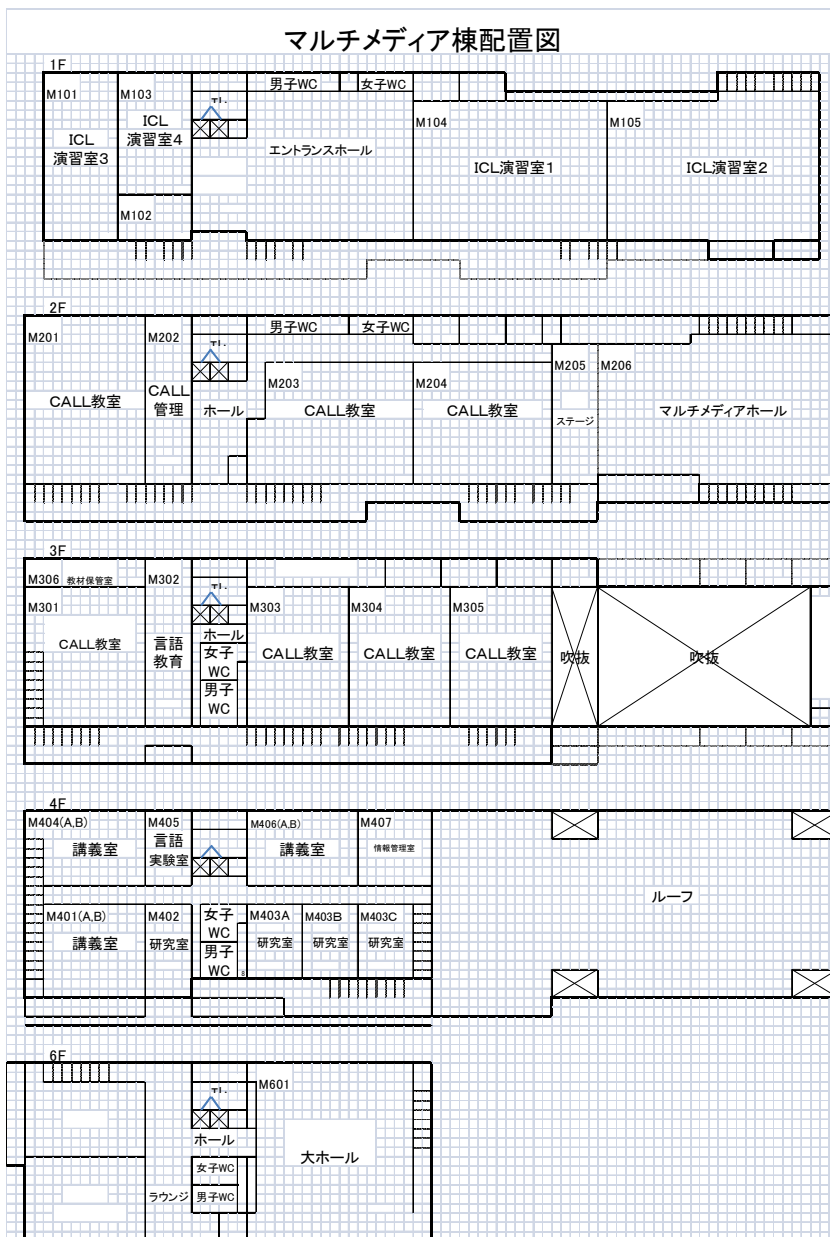 マルチメディア棟配置図
1F
男子WC
女子WC
M101
M103
M104
M105
ICL
演習室3
ICL
演習室4
エントランスホール
ICL演習室1
ICL演習室2
M102
2F
男子WC
女子WC
M201
M202
M203
M204
M205
M206
CALL教室
CALL
管理
ホール
CALL教室
CALL教室
ステージ
マルチメディアホール
3F
M306 教材保管室
M302
M301
M303
M304
M305
CALL教室
言語
教育
ホール
女子
WC
男子
WC
CALL教室
CALL教室
CALL教室
吹抜
吹抜
4F
M404(A,B)
M405
M406(A,B)
M407
講義室
言語
実験室
講義室
情報管理室
ルーフ
M401(A,B)
M402
女子
WC
男子
WC
M403A
M403B
M403C
講義室
研究室
研究室
研究室
研究室
8
6F
M601
ホール
大ホール
女子WC
ラウンジ
男子WC